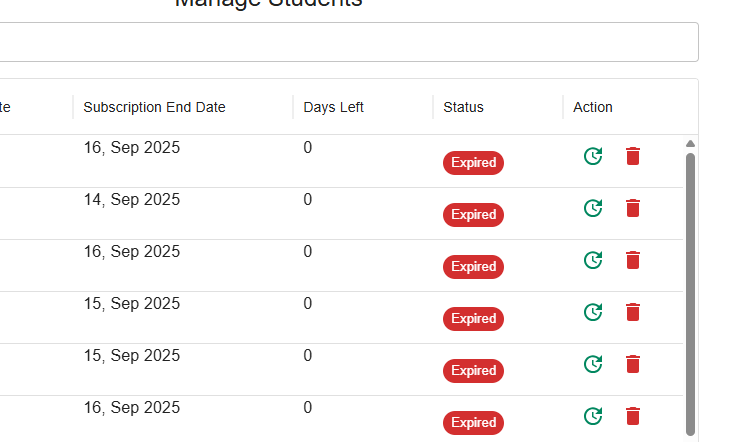 Manage Students
te Subscription End Date Days Left Status Action
16, Sep 2025 0 Expired
14, Sep 2025 0 Expired
16, Sep 2025 0 Expired
15, Sep 2025 0 Expired
15, Sep 2025 0 Expired
16, Sep 2025 0 Expired